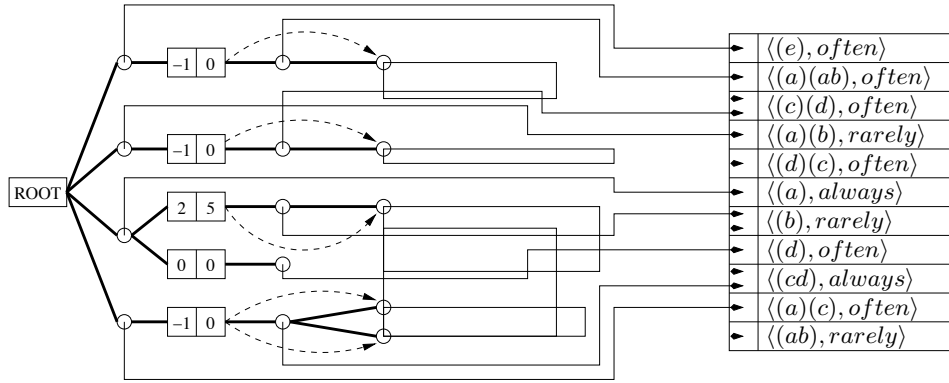 ⟨(e), often⟩
–1 0
⟨(a)(ab), often⟩
⟨(c)(d), often⟩
⟨(a)(b), rarely⟩
–1 0
⟨(d)(c), often⟩
ROOT
⟨(a), always⟩
2 5
⟨(b), rarely⟩
⟨(d), often⟩
0 0
⟨(cd), always⟩
⟨(a)(c), often⟩
–1 0
⟨(ab), rarely⟩